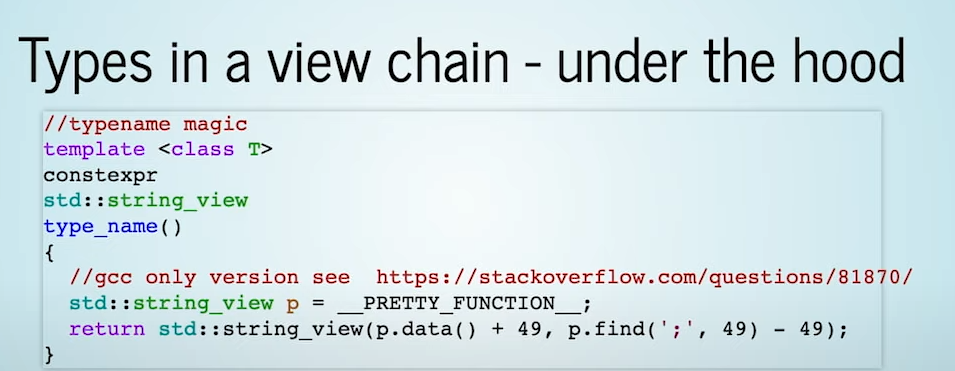 Types in a view chain - under the hood
//typename magic
template <class T>
constexpr
std::string_view
type_name()
{
  //gcc only version see  https://stackoverflow.com/questions/81870/
  std::string_view p = __PRETTY_FUNCTION__;
  return std::string_view(p.data() + 49, p.find(';', 49) - 49);
}